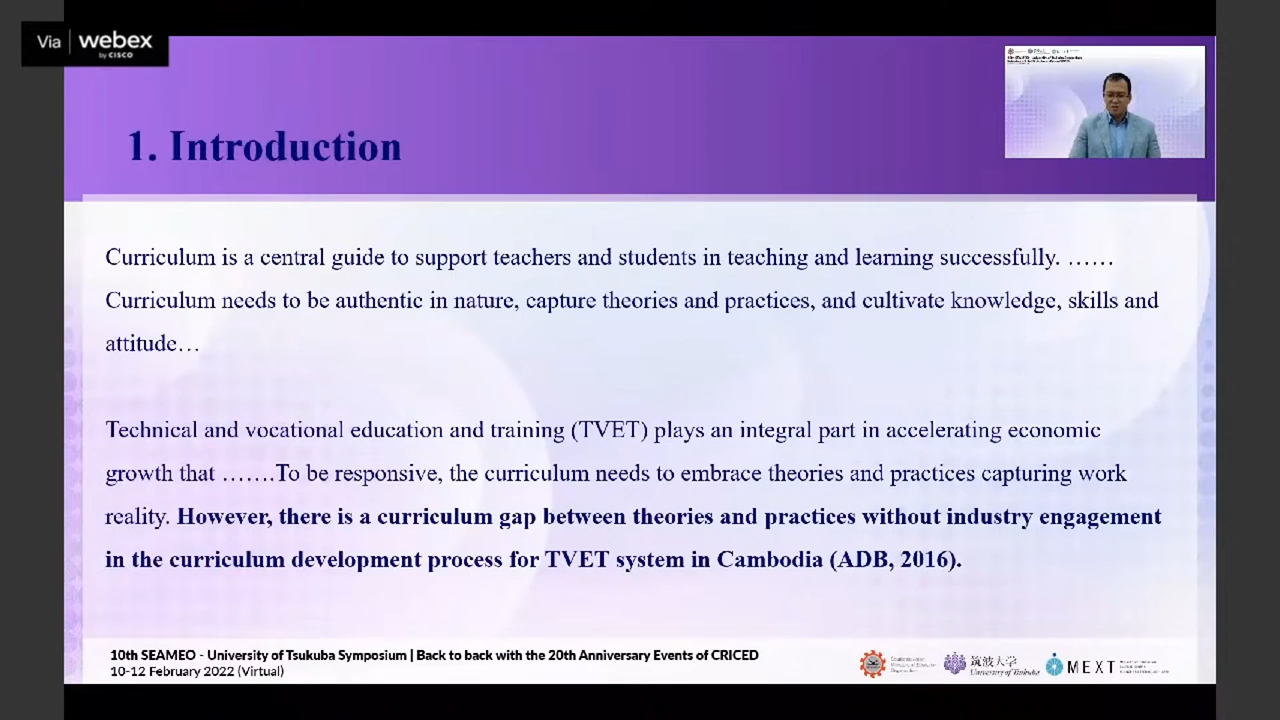 Via webex
by CISCO
1. Introduction
Curriculum is a central guide to support teachers and students in teaching and learning successfully. ……
Curriculum needs to be authentic in nature, capture theories and practices, and cultivate knowledge, skills and
attitude…
Technical and vocational education and training (TVET) plays an integral part in accelerating economic
growth that …….To be responsive, the curriculum needs to embrace theories and practices capturing work
reality. However, there is a curriculum gap between theories and practices without industry engagement
in the curriculum development process for TVET system in Cambodia (ADB, 2016).
10th SEAMEO - University of Tsukuba Symposium | Back to back with the 20th Anniversary Events of CRICED
10-12 February 2022 (Virtual)
筑波大学
University of Tsukuba
MEXT